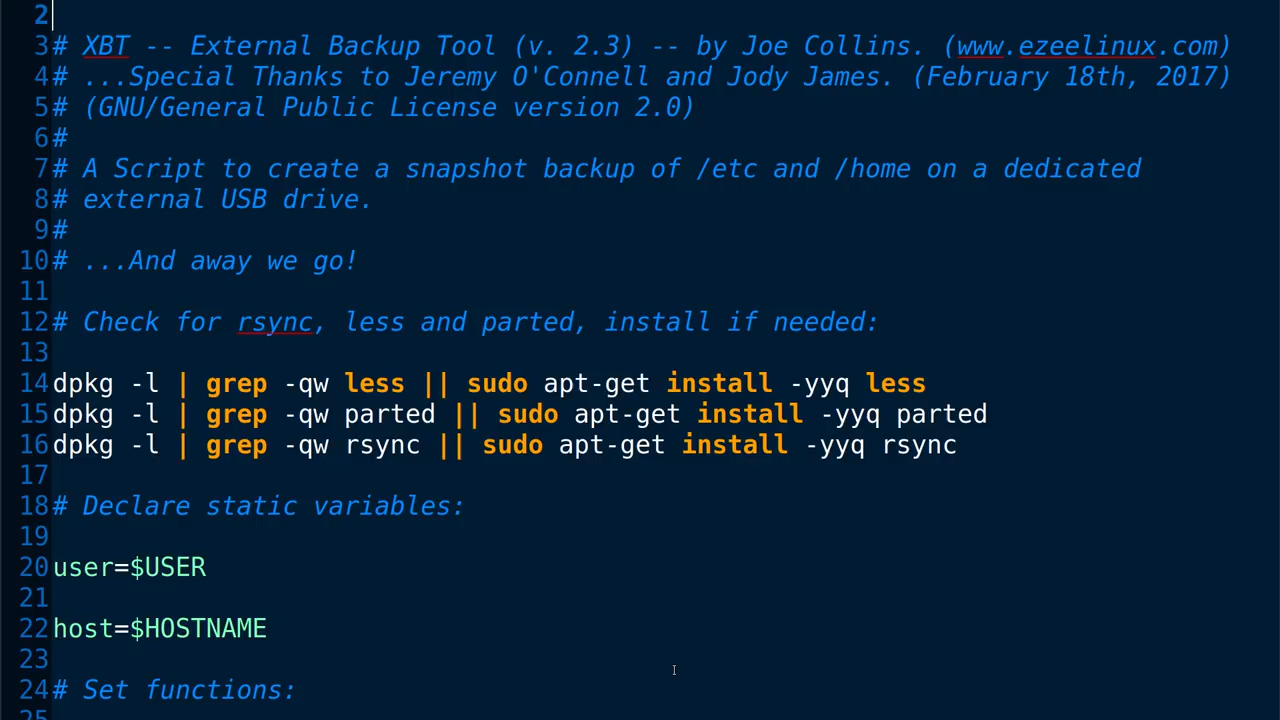 2
3 # XBT -- External Backup Tool (v. 2.3) -- by Joe Collins. (www.ezeelinux.com)
4 # ...Special Thanks to Jeremy O'Connell and Jody James. (February 18th, 2017)
5 # (GNU/General Public License version 2.0)
6 #
7 # A Script to create a snapshot backup of /etc and /home on a dedicated
8 # external USB drive.
9 #
10 # ...And away we go!
11
12 # Check for rsync, less and parted, install if needed:
13
14 dpkg -l | grep -qw less || sudo apt-get install -yyq less
15 dpkg -l | grep -qw parted || sudo apt-get install -yyq parted
16 dpkg -l | grep -qw rsync || sudo apt-get install -yyq rsync
17
18 # Declare static variables:
19
20 user=$USER
21
22 host=$HOSTNAME
23
24 # Set functions:
25